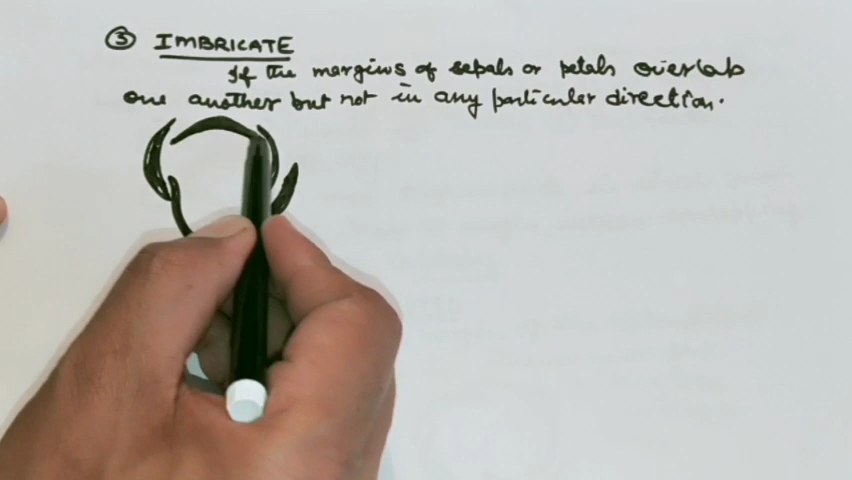 ③ IMBRICATE
If the margins of sepals or petals overlap
one another but not in any particular direction.